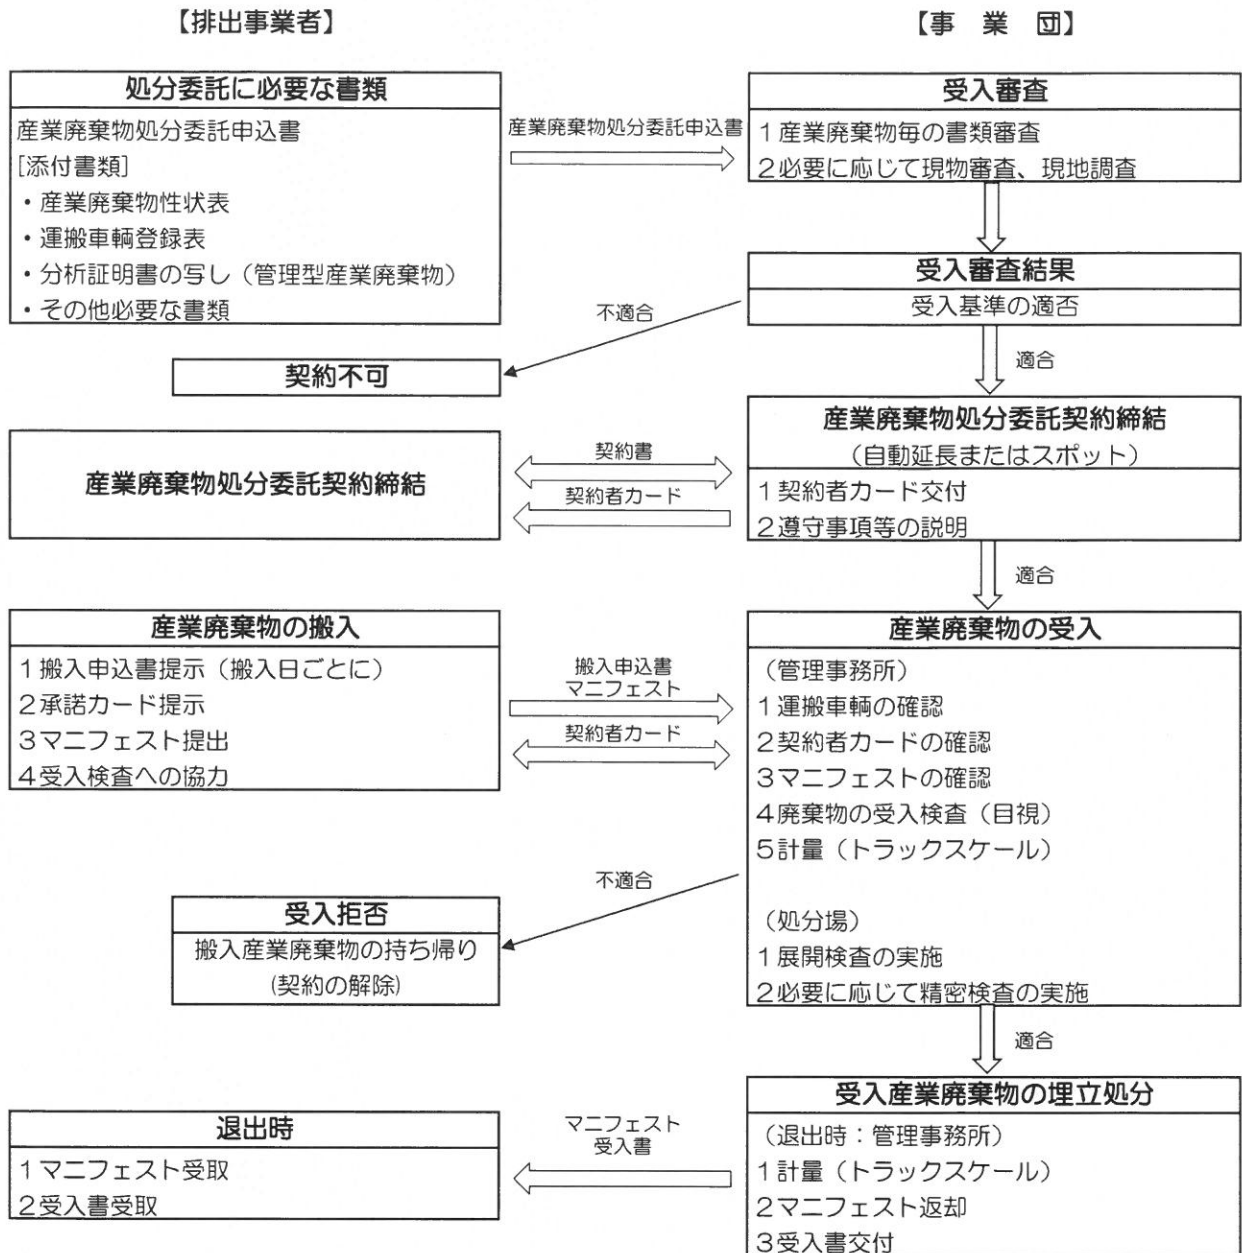 【排出事業者】
【事 業 団】
処分委託に必要な書類
産業廃棄物処分委託申込書
[添付書類]
・産業廃棄物性状表
・運搬車輌登録表
・分析証明書の写し（管理型産業廃棄物）
・その他必要な書類
産業廃棄物処分委託申込書
受入審査
1産業廃棄物毎の書類審査
2必要に応じて現物審査、現地調査
受入審査結果
受入基準の適否
不適合
適合
契約不可
産業廃棄物処分委託契約締結
契約書
契約者カード
産業廃棄物処分委託契約締結
（自動延長またはスポット）
1契約者カード交付
2遵守事項等の説明
適合
産業廃棄物の搬入
1搬入申込書提示（搬入日ごとに）
2承諾カード提示
3マニフェスト提出
4受入検査への協力
搬入申込書
マニフェスト
契約者カード
産業廃棄物の受入
（管理事務所）
1運搬車輌の確認
2契約者カードの確認
3マニフェストの確認
4廃棄物の受入検査（目視）
5計量（トラックスケール）
（処分場）
1展開検査の実施
2必要に応じて精密検査の実施
不適合
受入拒否
搬入産業廃棄物の持ち帰り
(契約の解除)
適合
退出時
1マニフェスト受取
2受入書受取
マニフェスト
受入書
受入産業廃棄物の埋立処分
（退出時：管理事務所）
1計量（トラックスケール）
2マニフェスト返却
3受入書交付